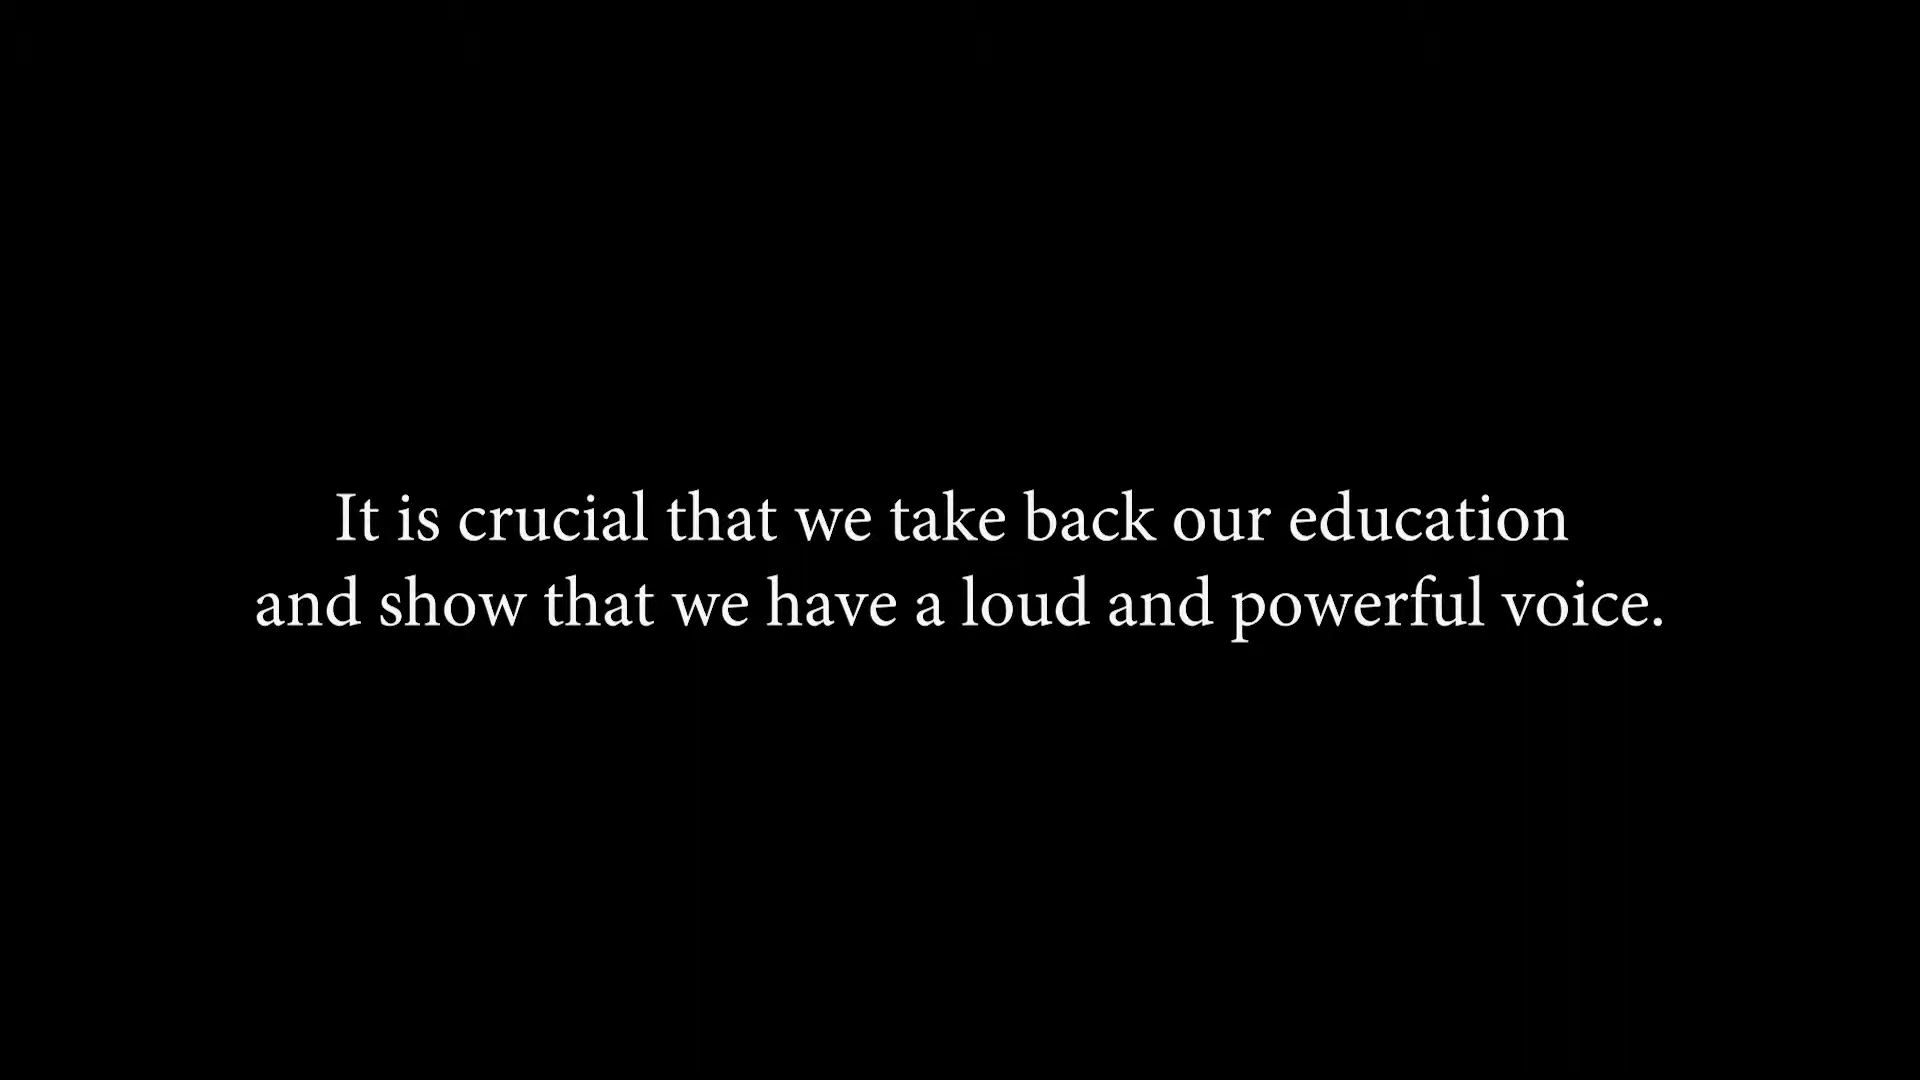 It is crucial that we take back our education
and show that we have a loud and powerful voice.